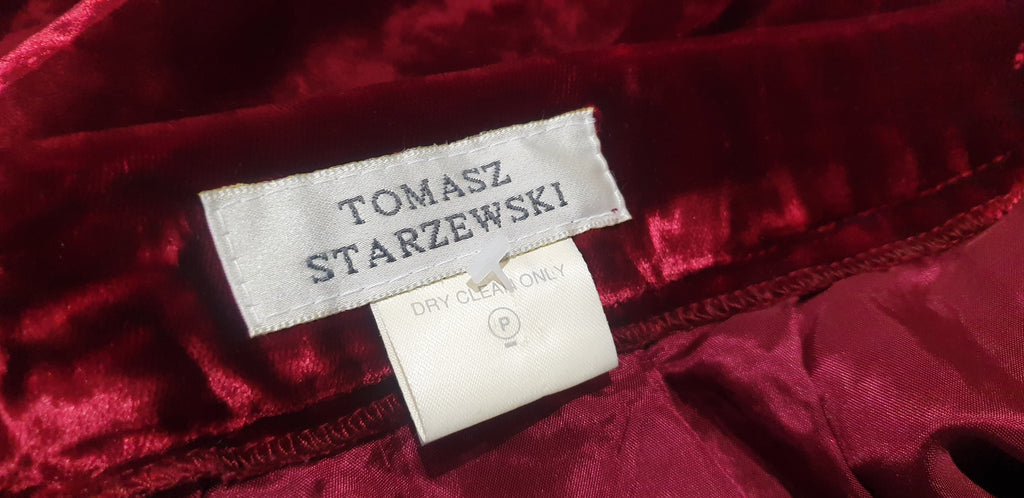 TOMASZ
STARZEWSKI
DRY CLEAN ONLY
P